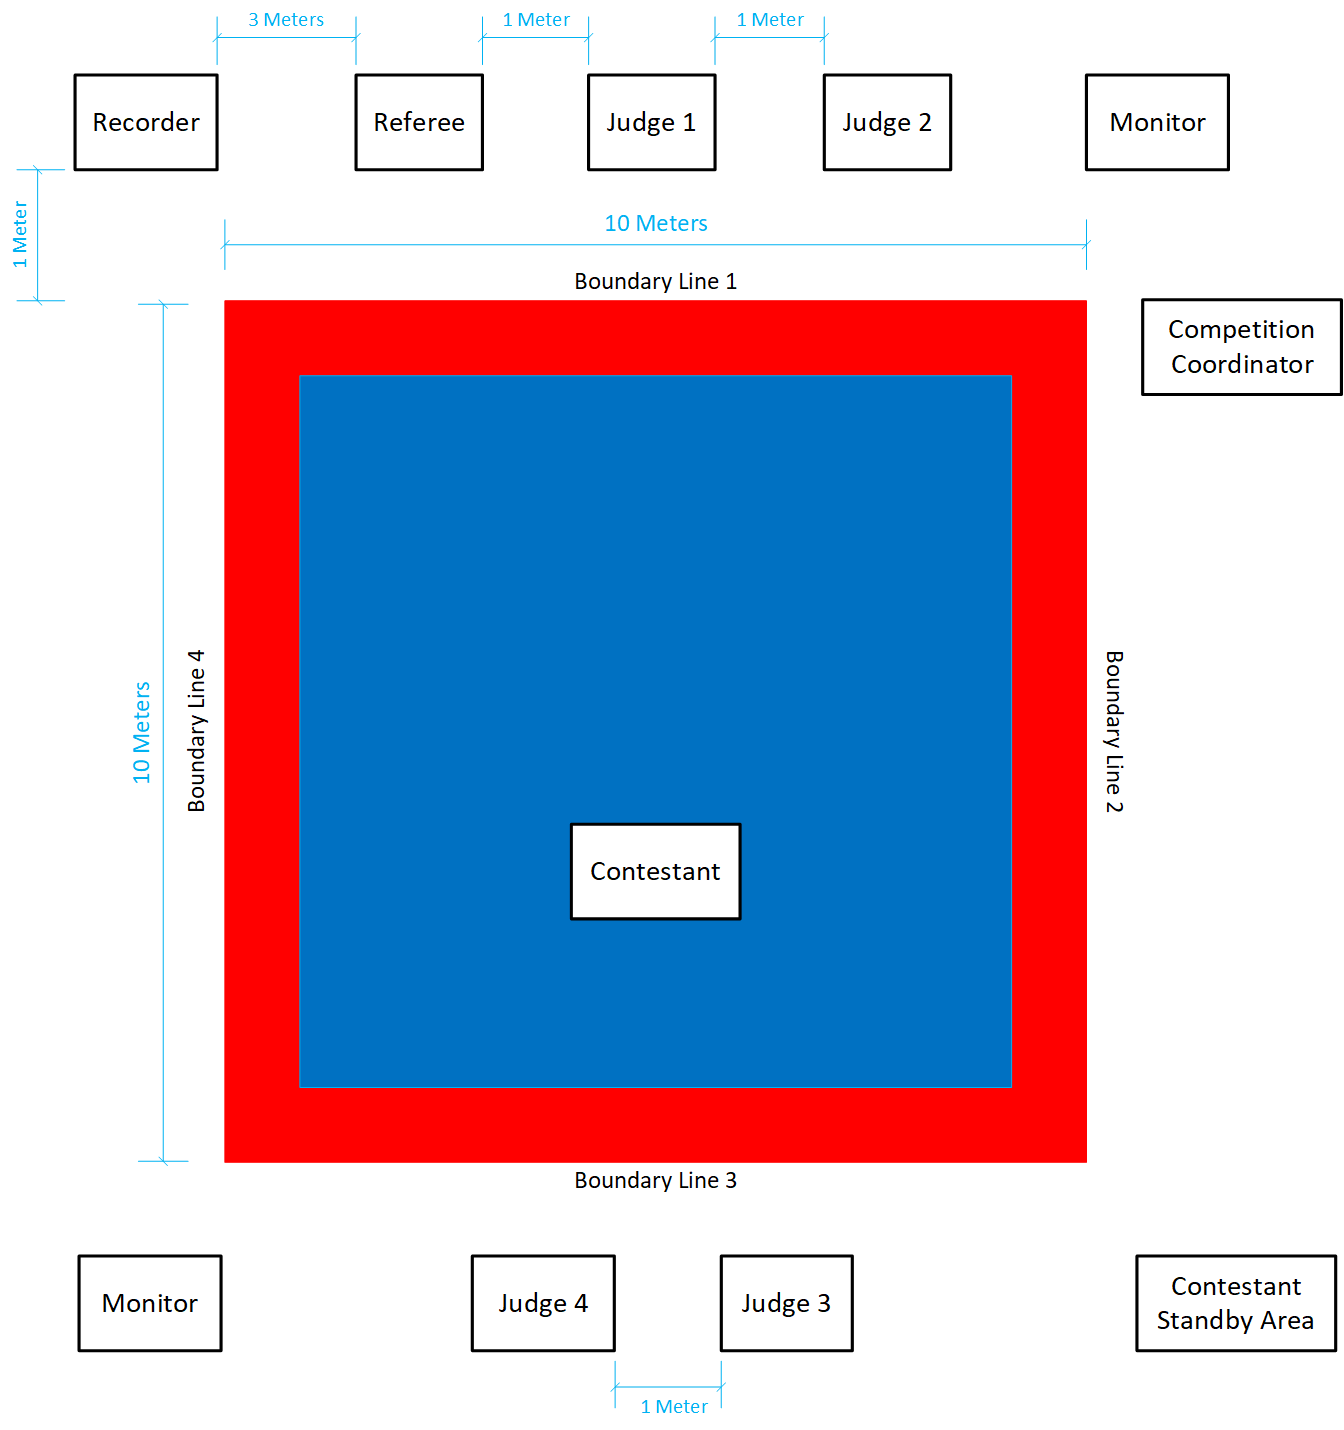 3 Meters
1 Meter
1 Meter
Recorder
Referee
Judge 1
Judge 2
Monitor
1 Meter
10 Meters
Boundary Line 1
Competition
Coordinator
10 Meters
Boundary Line 4
Boundary Line 2
Contestant
Boundary Line 3
Monitor
Judge 4
Judge 3
Contestant
Standby Area
1 Meter